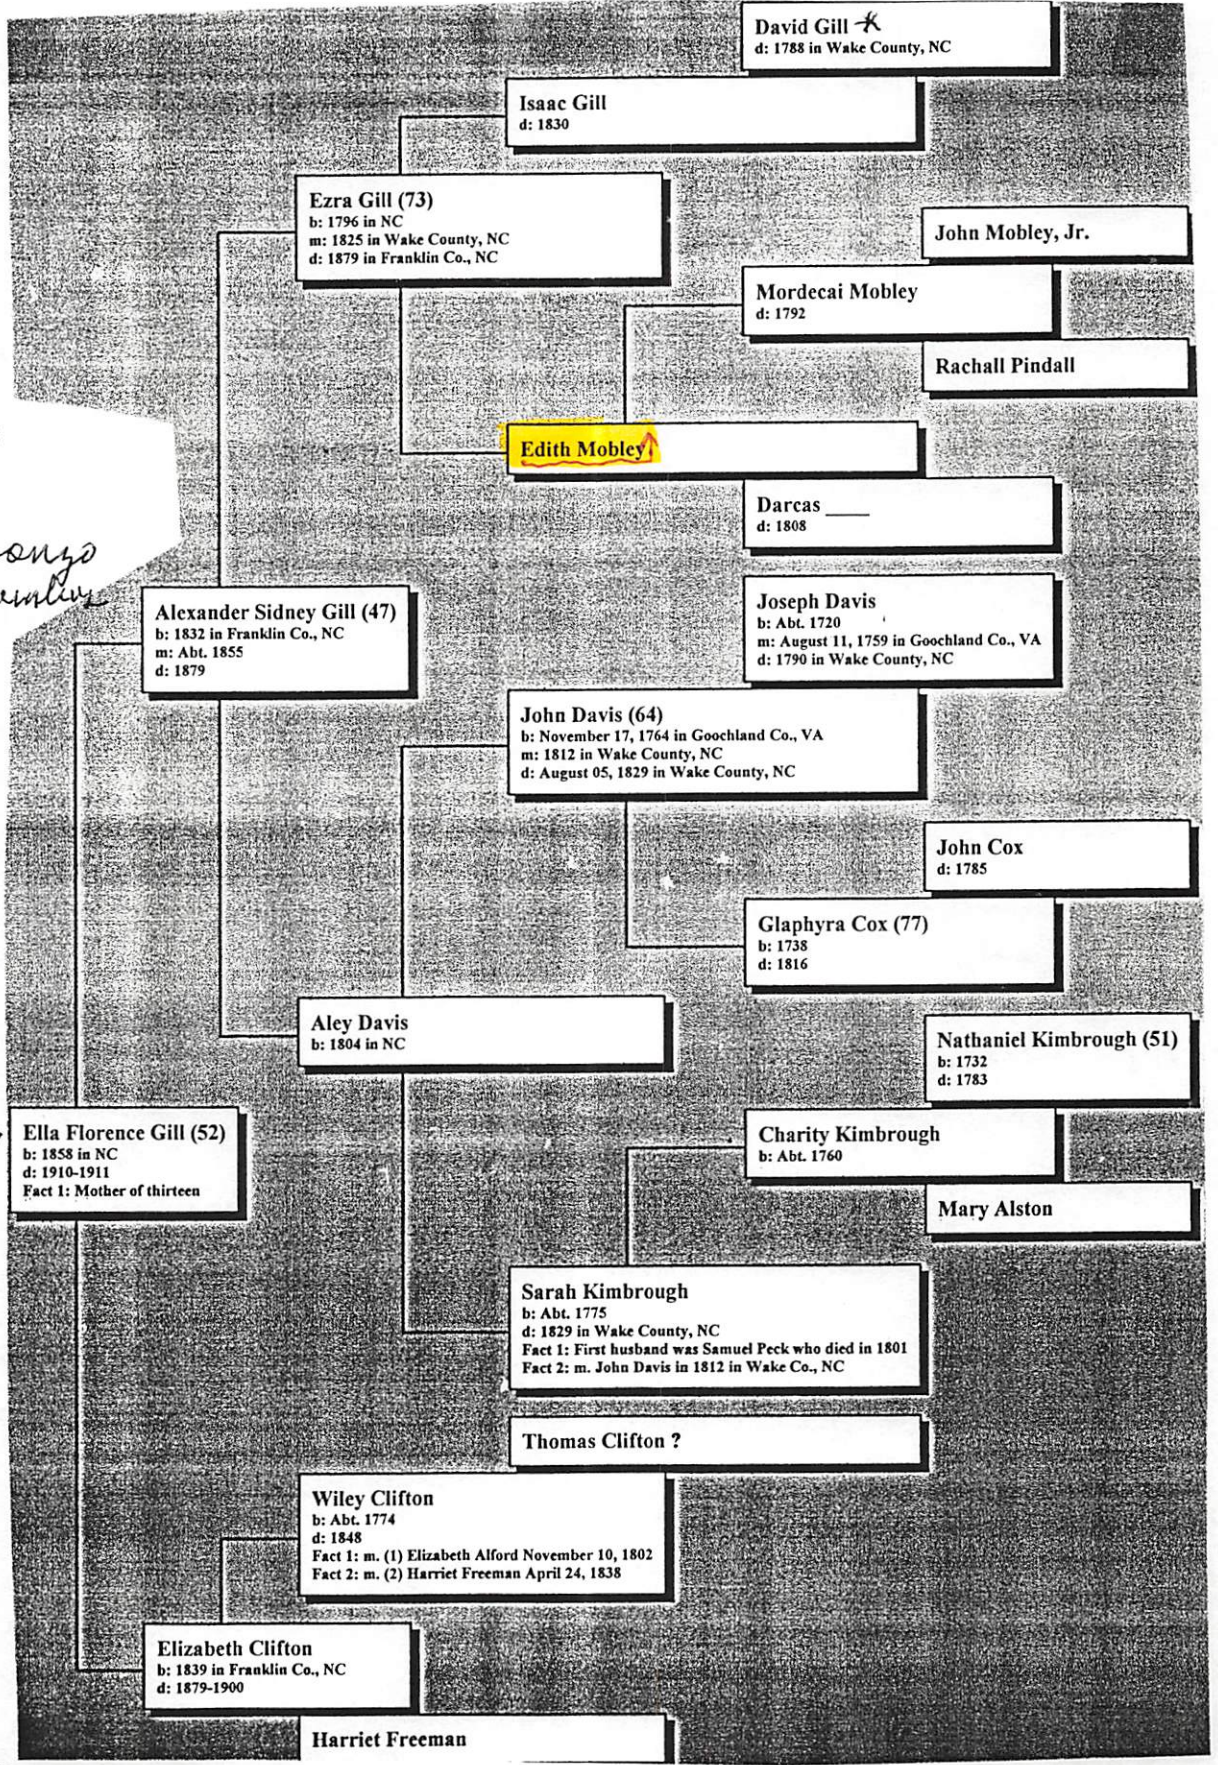 David Gill
d: 1788 in Wake County, NC
Isaac Gill
d: 1830
Ezra Gill (73)
b: 1796 in NC
m: 1825 in Wake County, NC
d: 1879 in Franklin Co., NC
John Mobley, Jr.
Mordecai Mobley
d: 1792
Rachall Pindall
Edith Mobley
Darcas ____
d: 1808
Joseph Davis
b: Abt. 1720
m: August 11, 1759 in Goochland Co., VA
d: 1790 in Wake County, NC
Alexander Sidney Gill (47)
b: 1832 in Franklin Co., NC
m: Abt. 1855
d: 1879
John Davis (64)
b: November 17, 1764 in Goochland Co., VA
m: 1812 in Wake County, NC
d: August 05, 1829 in Wake County, NC
John Cox
d: 1785
Glaphyra Cox (77)
b: 1738
d: 1816
Aley Davis
b: 1804 in NC
Nathaniel Kimbrough (51)
b: 1732
d: 1783
Ella Florence Gill (52)
b: 1858 in NC
d: 1910-1911
Fact 1: Mother of thirteen
Charity Kimbrough
b: Abt. 1760
Mary Alston
Sarah Kimbrough
b: Abt. 1775
d: 1829 in Wake County, NC
Fact 1: First husband was Samuel Peck who died in 1801
Fact 2: m. John Davis in 1812 in Wake Co., NC
Thomas Clifton ?
Wiley Clifton
b: Abt. 1774
d: 1848
Fact 1: m. (1) Elizabeth Alford November 10, 1802
Fact 2: m. (2) Harriet Freeman April 24, 1838
Elizabeth Clifton
b: 1839 in Franklin Co., NC
d: 1879-1900
Harriet Freeman